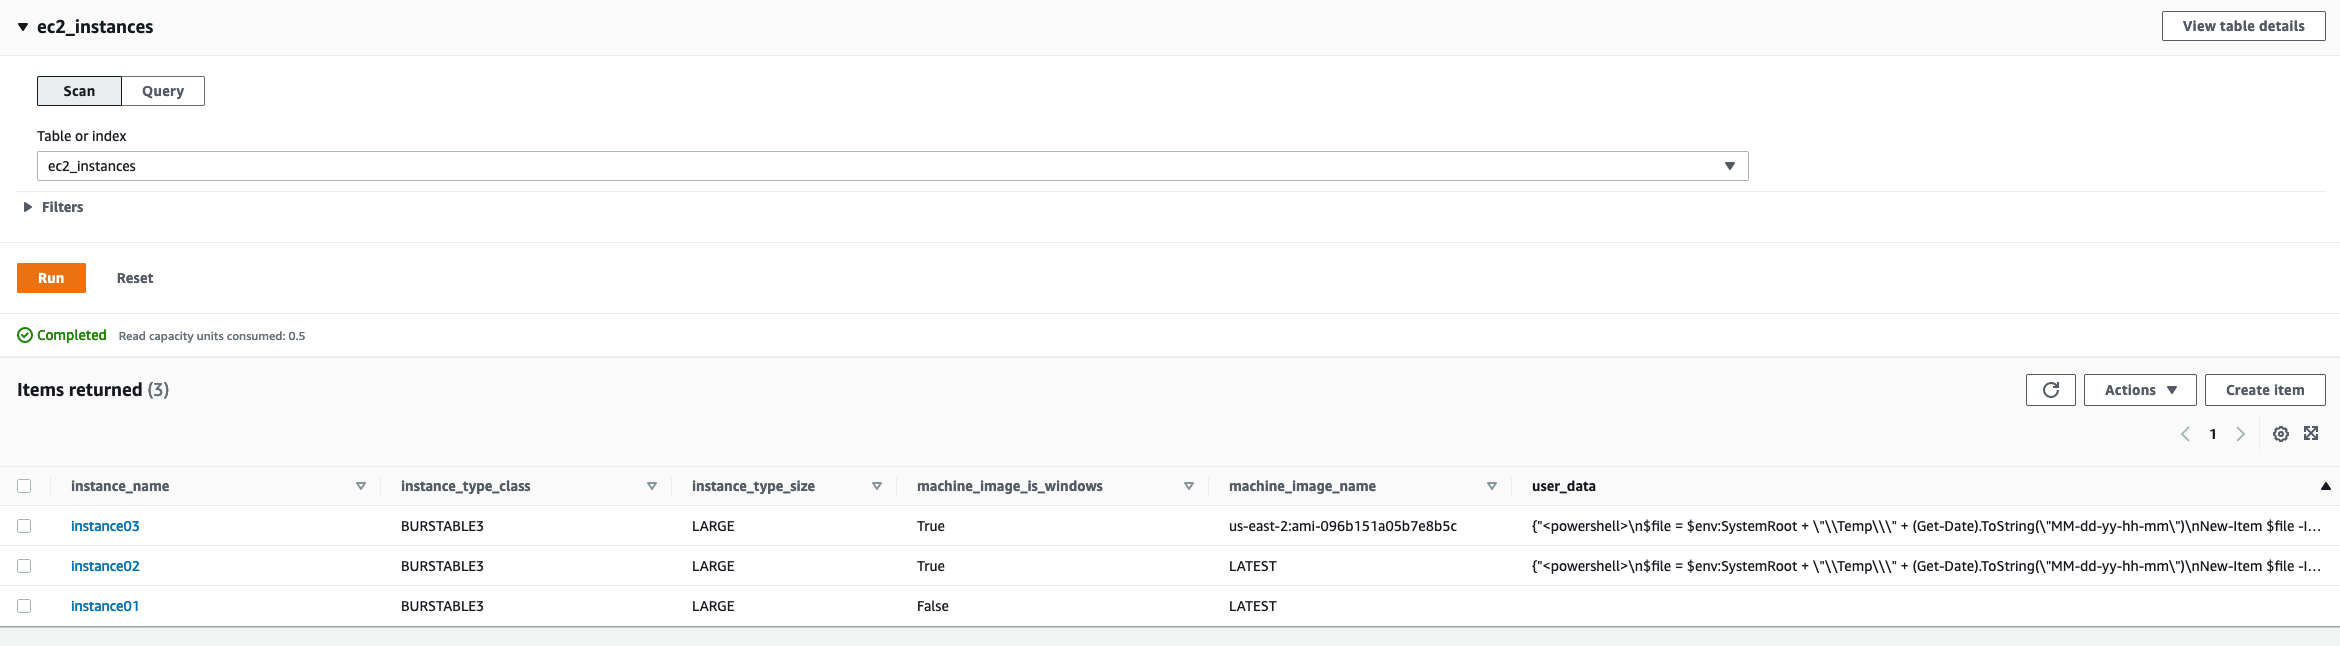 ec2_instances View table details
Scan Query
Table or index
ec2_instances
Filters
Run Reset
Completed Read capacity units consumed: 0.5
Items returned (3) Actions Create item
1
instance_name instance_type_class instance_type_size machine_image_is_windows machine_image_name user_data
instance03 BURSTABLE3 LARGE True us-east-2:ami-096b151a05b7e8b5c {"<powershell>\n$file = $env:SystemRoot + \"\\Temp\\\" + (Get-Date).ToString(\"MM-dd-yy-hh-mm\")\nNew-Item $file -I...
instance02 BURSTABLE3 LARGE True LATEST {"<powershell>\n$file = $env:SystemRoot + \"\\Temp\\\" + (Get-Date).ToString(\"MM-dd-yy-hh-mm\")\nNew-Item $file -I...
instance01 BURSTABLE3 LARGE False LATEST